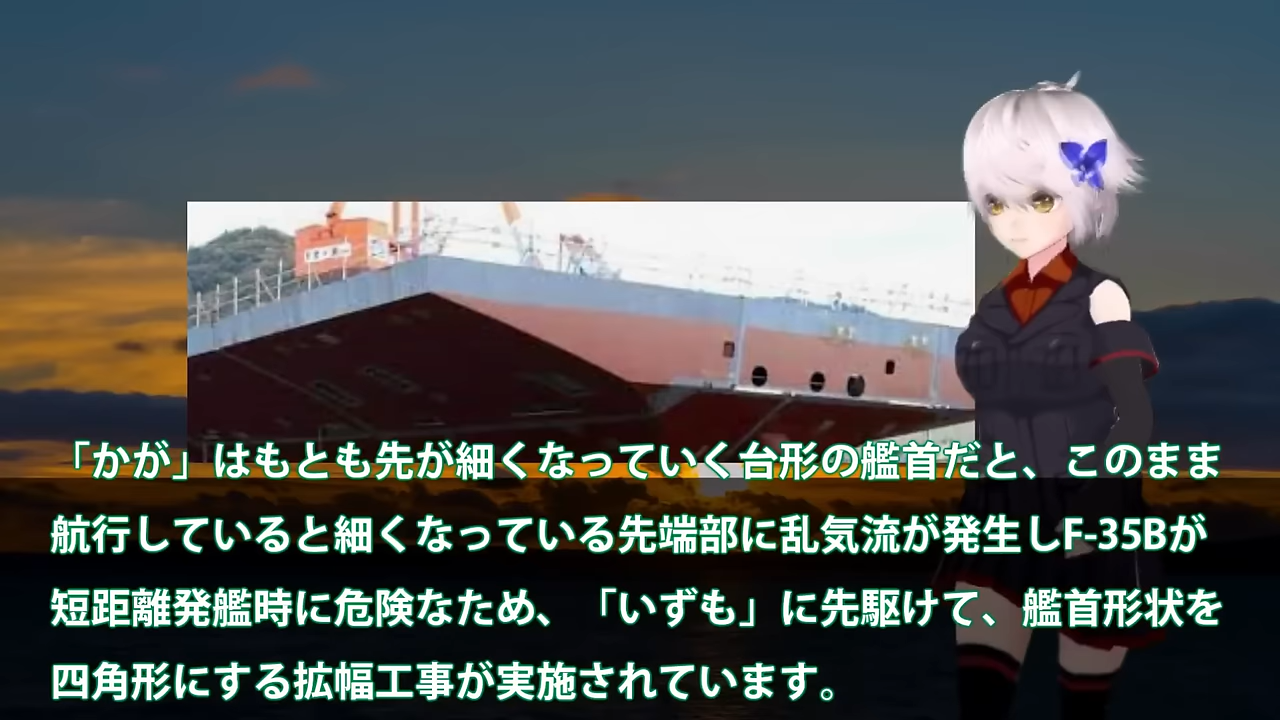 「かが」はもとも先が細くなっていく台形の艦首だと、このまま
航行していると細くなっている先端部に乱気流が発生しF-35Bが
短距離発艦時に危険なため、「いずも」に先駆けて、艦首形状を
四角形にする拡幅工事が実施されています。